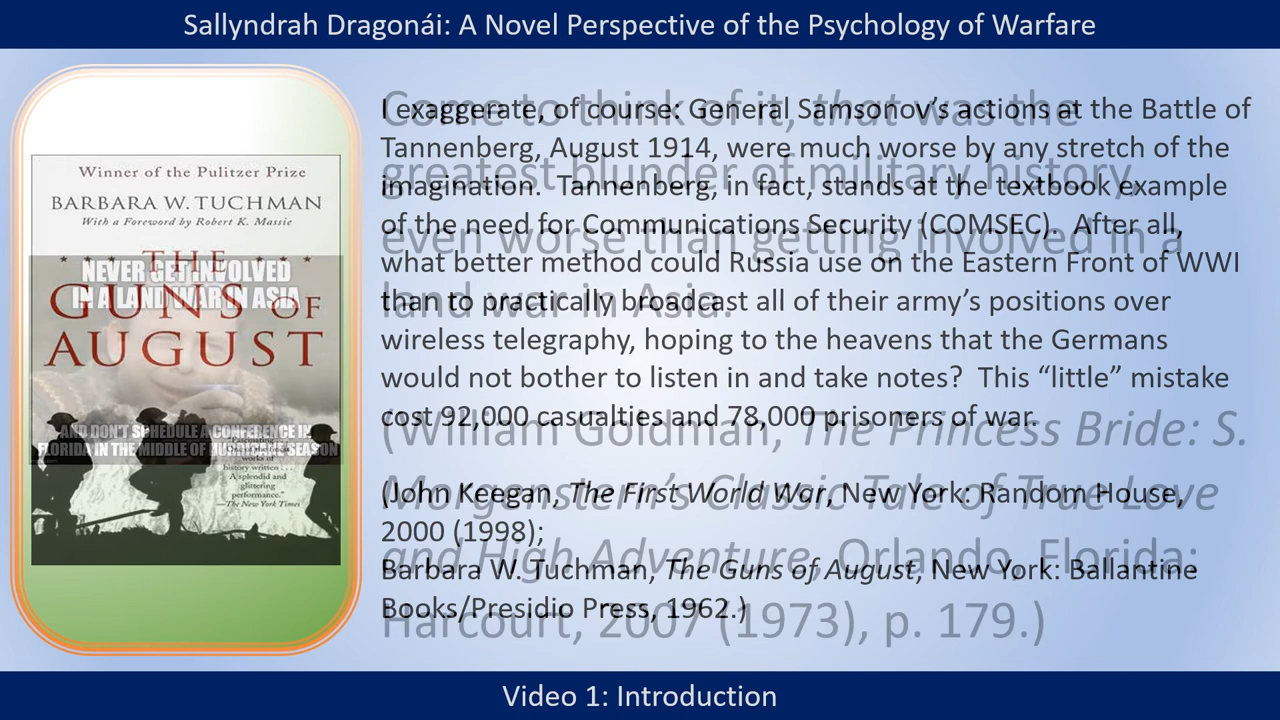 Sallyndrah Dragonái: A Novel Perspective of the Psychology of Warfare
Winner of the Pulitzer Prize
BARBARA W. TUCHMAN
With a Foreword by Robert K. Massie
THE
GUNS OF
AUGUST
NEVER GET INVOLVED
IN A LAND WAR IN ASIA
AND DON'T SCHEDULE A CONFERENCE IN
FLORIDA IN THE MIDDLE OF HURRICANE SEASON
works of
history written . . .
A splendid and
glittering
performance."
—The New York Times
I exaggerate, of course: General Samsonov's actions at the Battle of
Tannenberg, August 1914, were much worse by any stretch of the
imagination. Tannenberg, in fact, stands at the textbook example
of the need for Communications Security (COMSEC). After all,
what better method could Russia use on the Eastern Front of WWI
than to practically broadcast all of their army's positions over
wireless telegraphy, hoping to the heavens that the Germans
would not bother to listen in and take notes? This “little” mistake
cost 92,000 casualties and 78,000 prisoners of war.
(John Keegan, The First World War, New York: Random House,
2000 (1998);
Barbara W. Tuchman, The Guns of August, New York: Ballantine
Books/Presidio Press, 1962.)
Come to think of it, that was the
greatest blunder of military history,
even worse than getting involved in a
land war in Asia.
(William Goldman, The Princess Bride: S.
Morgenstern's Classic Tale of True Love
and High Adventure, Orlando, Florida:
Harcourt, 2007 (1973), p. 179.)
Video 1: Introduction